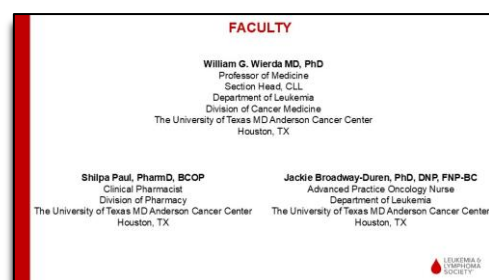 FACULTY
William G. Wierda MD, PhD
Professor of Medicine
Section Head, CLL
Department of Leukemia
Division of Cancer Medicine
The University of Texas MD Anderson Cancer Center
Houston, TX
Shilpa Paul, PharmD, BCOP
Clinical Pharmacist
Division of Pharmacy
The University of Texas MD Anderson Cancer Center
Houston, TX
Jackie Broadway-Duren, PhD, DNP, FNP-BC
Advanced Practice Oncology Nurse
Department of Leukemia
The University of Texas MD Anderson Cancer Center
Houston, TX
LEUKEMIA &
LYMPHOMA
SOCIETY